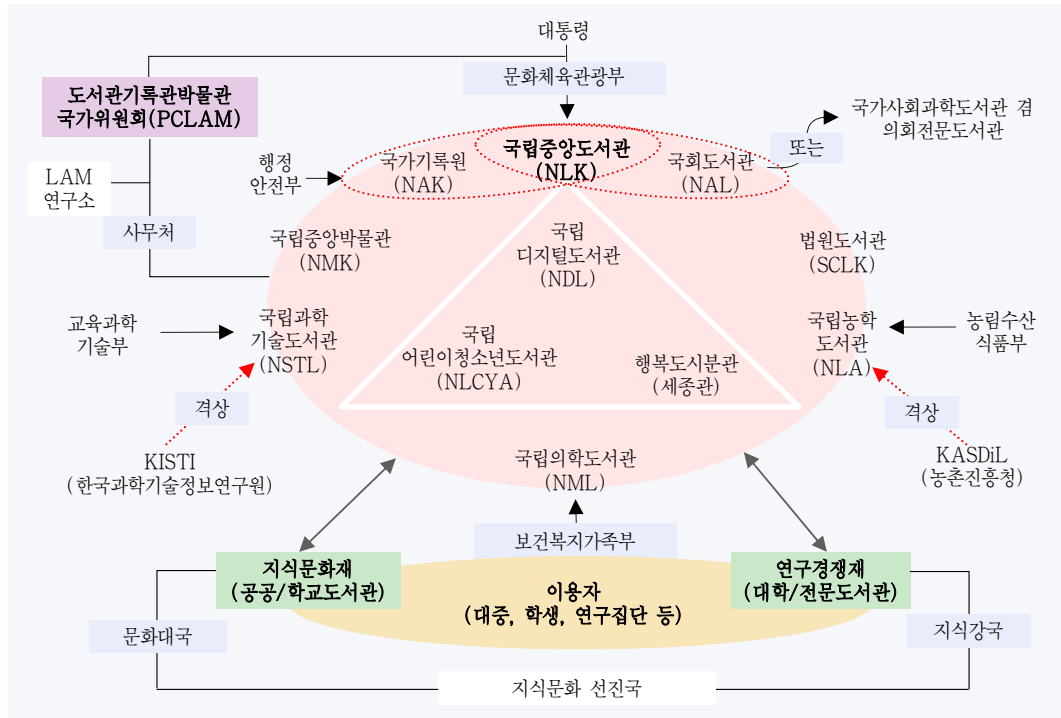 대통령
문화체육관광부
도서관기록관박물관
국가위원회(PCLAM)
국가사회과학도서관 겸
의회전문도서관
또는
국립중앙도서관
(NLK)
행정
안전부
국가기록원
(NAK)
국회도서관
(NAL)
LAM
연구소
사무처
국립중앙박물관
(NMK)
국립
디지털도서관
(NDL)
법원도서관
(SCLK)
교육과학
기술부
국립과학
기술도서관
(NSTL)
국립
어린이청소년도서관
(NLCYA)
행복도시분관
(세종관)
국립농학
도서관
(NLA)
농림수산
식품부
격상
격상
KISTI
(한국과학기술정보연구원)
국립의학도서관
(NML)
KASDiL
(농촌진흥청)
보건복지가족부
지식문화재
(공공/학교도서관)
이용자
(대중, 학생, 연구집단 등)
연구경쟁재
(대학/전문도서관)
문화대국
지식강국
지식문화 선진국